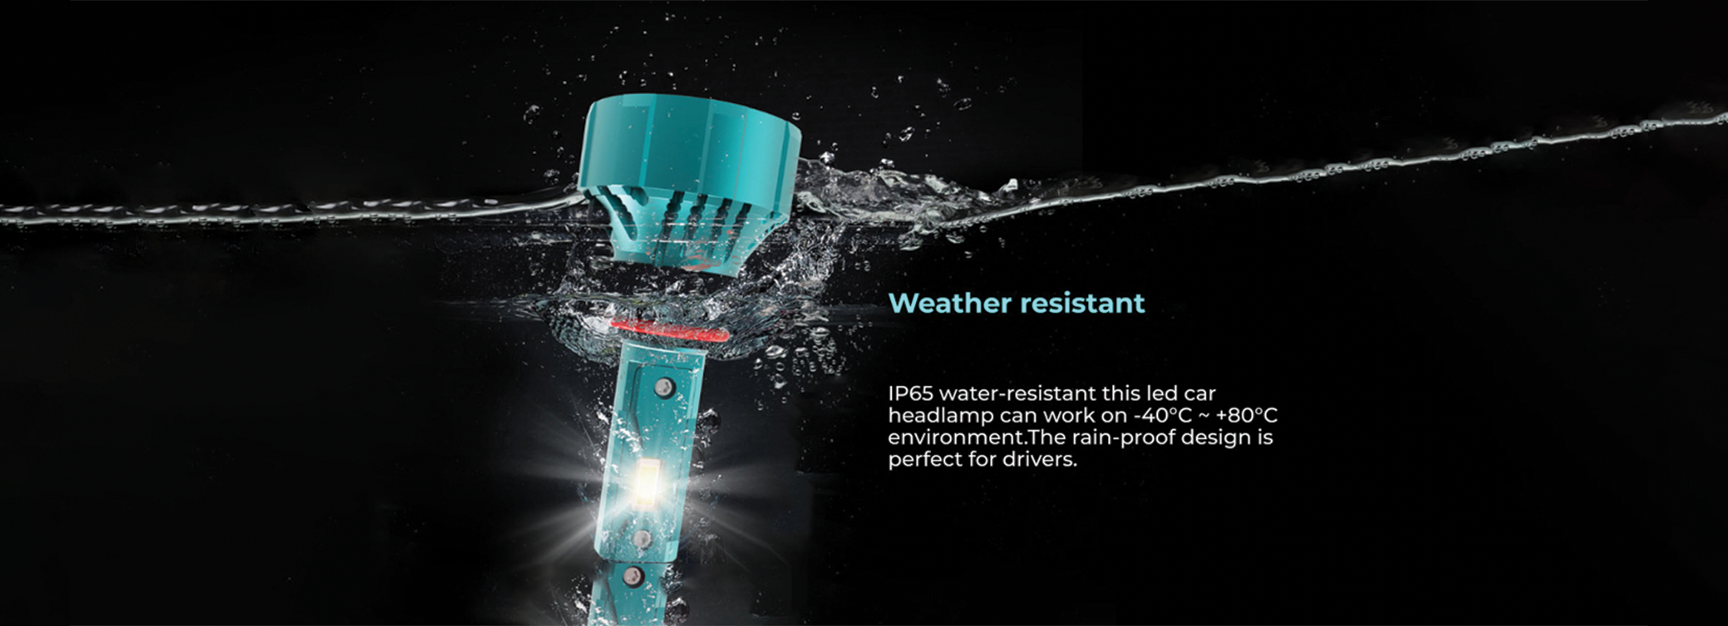 Weather resistant
IP65 water-resistant this led car
headlamp can work on -40°C ~ +80°C
environment.The rain-proof design is
perfect for drivers.